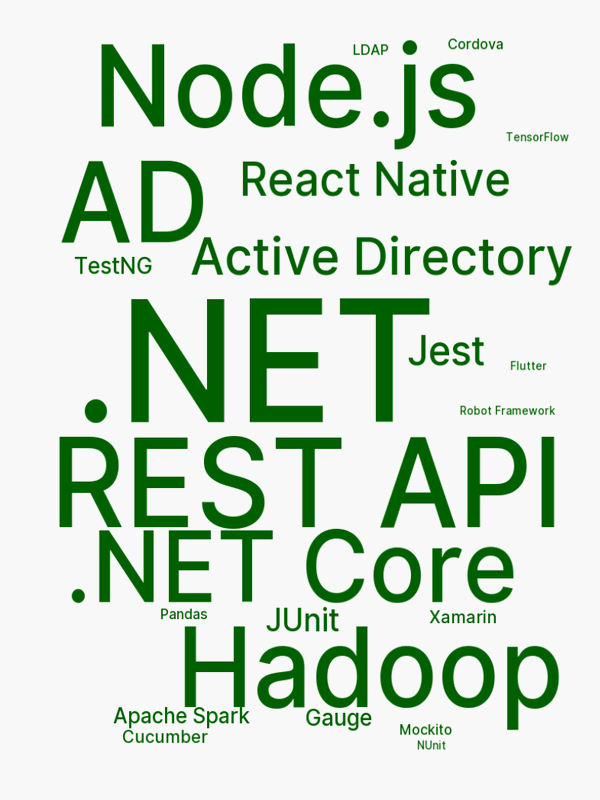 LDAP
Cordova
Node.js
TensorFlow
AD
React Native
TestNG
Active Directory
.NET
Jest
Flutter
Robot Framework
REST API
.NET Core
Pandas
JUnit
Xamarin
Hadoop
Apache Spark
Gauge
Cucumber
Mockito
NUnit